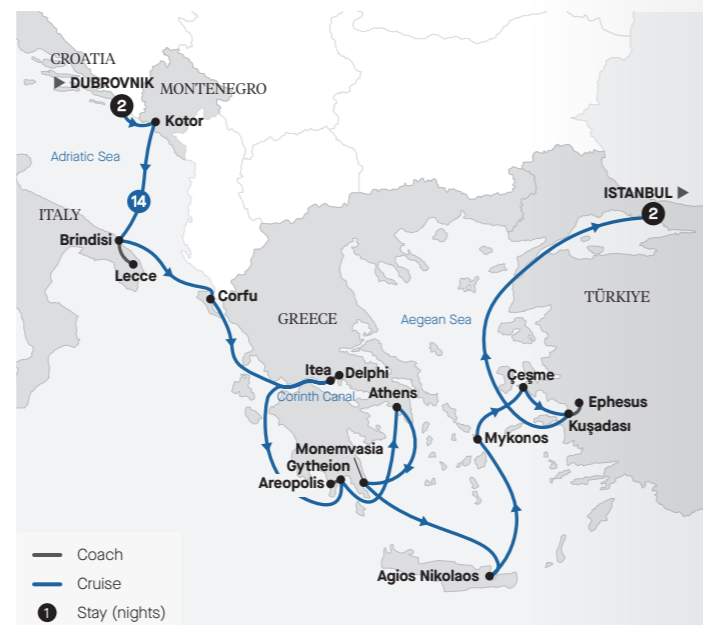 CROATIA
▶ DUBROVNIK
2
MONTENEGRO
Kotor
Adriatic Sea
14
ISTANBUL ▶
2
ITALY
Brindisi
Lecce
Corfu
TÜRKIYE
GREECE
Aegean Sea
Itea
Delphi
Çeşme
Corinth Canal
Athens
Ephesus
Kuşadası
Mykonos
Monemvasia
Gytheion
Areopolis
Agios Nikolaos
Coach
Cruise
1 Stay (nights)